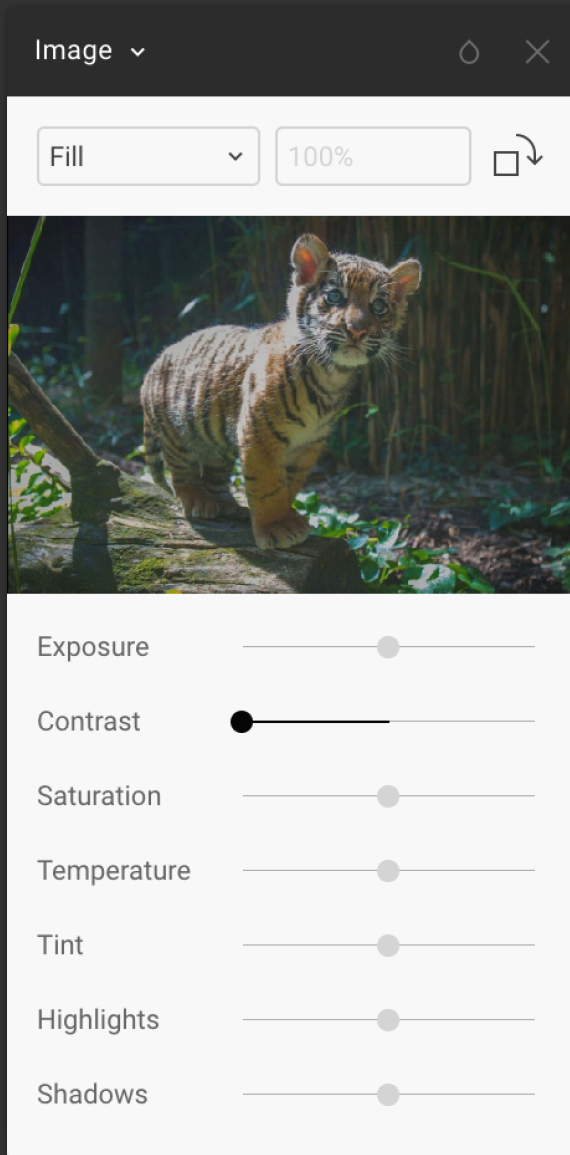 Image
Fill
100%
Exposure
Contrast
Saturation
Temperature
Tint
Highlights
Shadows